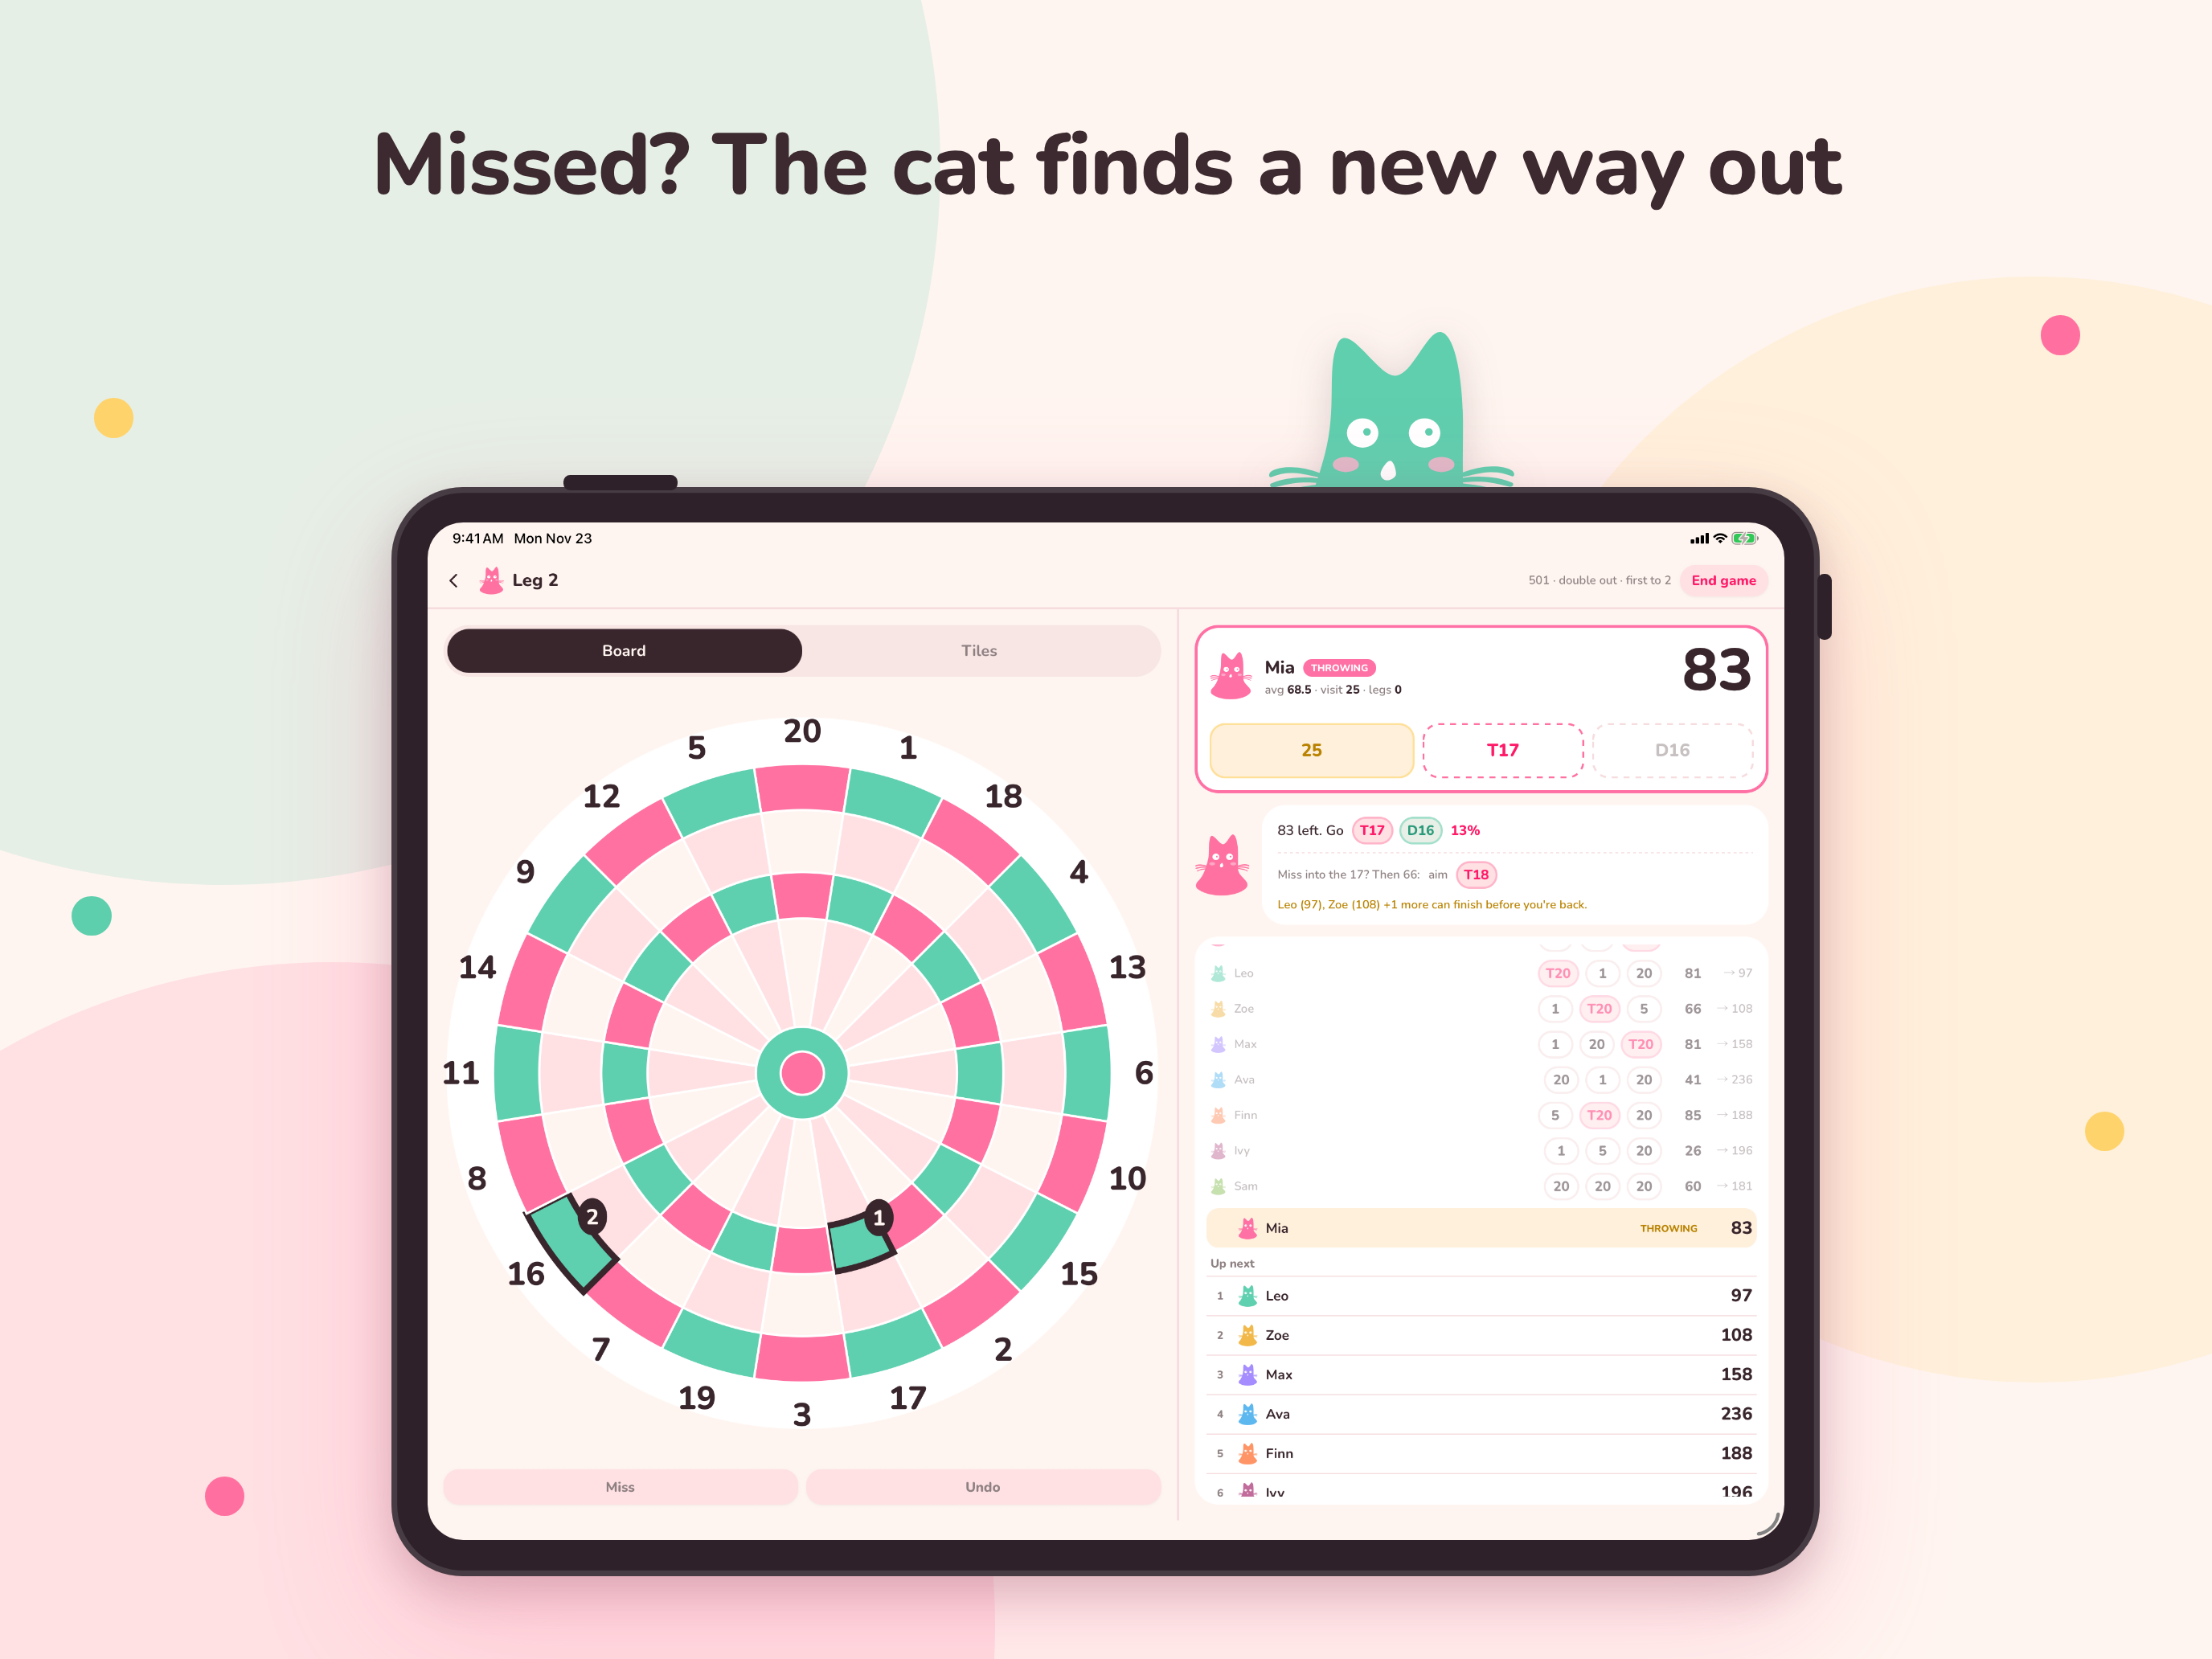 Missed? The cat finds a new way out
9:41 AM Mon Nov 23
Leg 2
501 · double out · first to 2 End game
Board Tiles
Mia THROWING
avg 68.5 · visit 25 · legs 0
83
25 T17 D16
20
1
18
4
13
6
10
15
2
17
3
19
7
16
8
11
14
9
12
5
1
2
Miss Undo
83 left. Go T17 D16 13%
Miss into the 17? Then 66: aim T18
Leo (97), Zoe (108) +1 more can finish before you're back.
Leo T20 1 20 81 → 97
Zoe 1 T20 5 66 → 108
Max 1 20 T20 81 → 158
Ava 20 1 20 41 → 236
Finn 5 T20 20 85 → 188
Ivy 1 5 20 26 → 196
Sam 20 20 20 60 → 181
Mia THROWING 83
Up next
1 Leo 97
2 Zoe 108
3 Max 158
4 Ava 236
5 Finn 188
6 Ivy 196